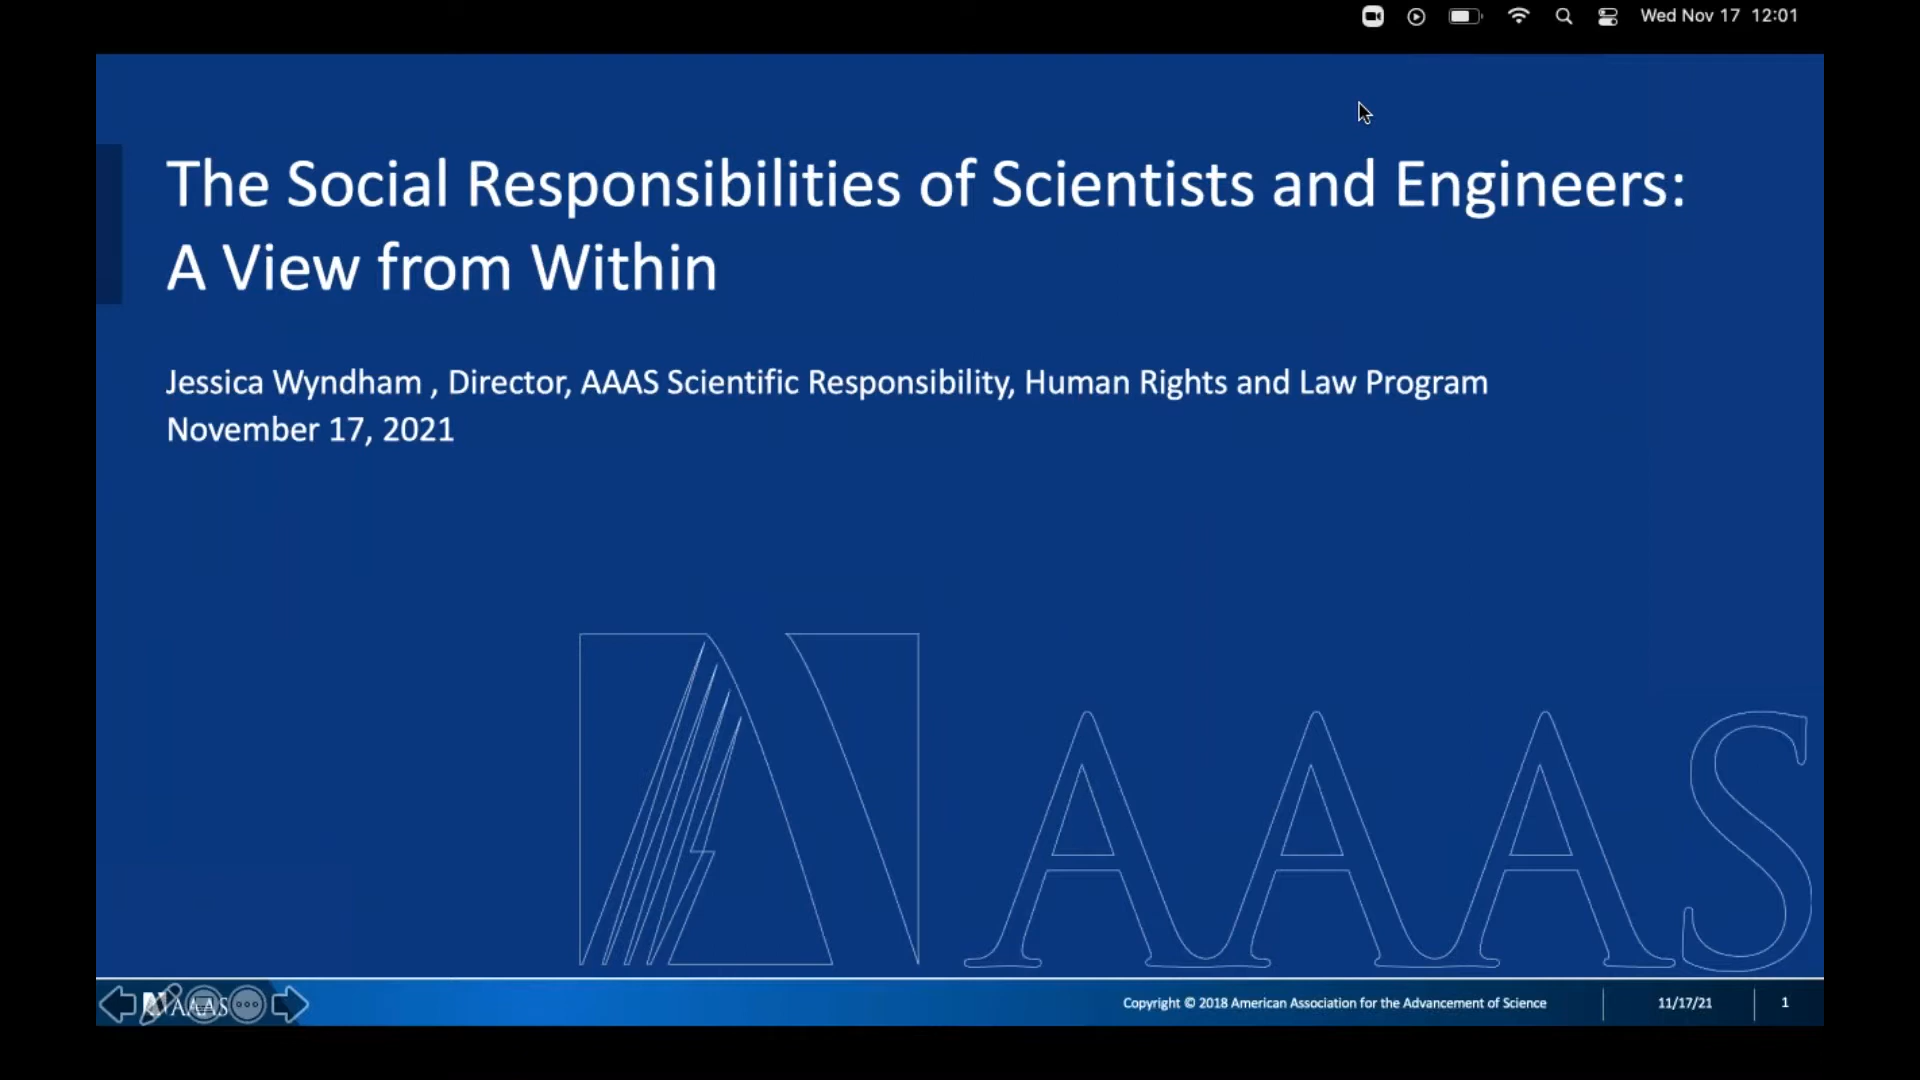 Wed Nov 17 12:01
The Social Responsibilities of Scientists and Engineers:
A View from Within
Jessica Wyndham , Director, AAAS Scientific Responsibility, Human Rights and Law Program
November 17, 2021
AAAS
AAAS
Copyright © 2018 American Association for the Advancement of Science
11/17/21
1